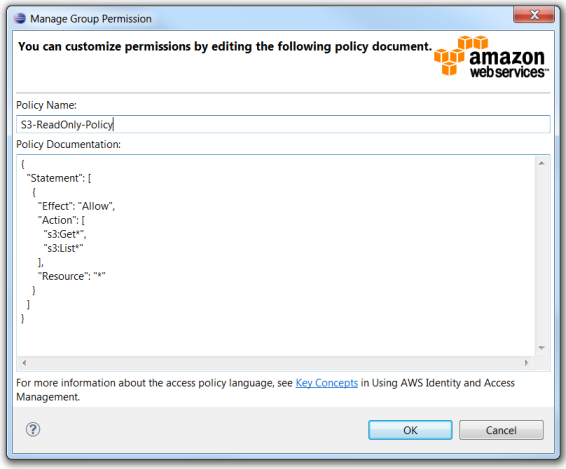 Manage Group Permission
You can customize permissions by editing the following policy document.
amazon
webservices™
Policy Name:
S3-ReadOnly-Policy
Policy Documentation:
{
  "Statement": [
    {
      "Effect": "Allow",
      "Action": [
        "s3:Get*",
        "s3:List*"
      ],
      "Resource": "*"
    }
  ]
}
For more information about the access policy language, see Key Concepts in Using AWS Identity and Access
Management.
?
OK
Cancel